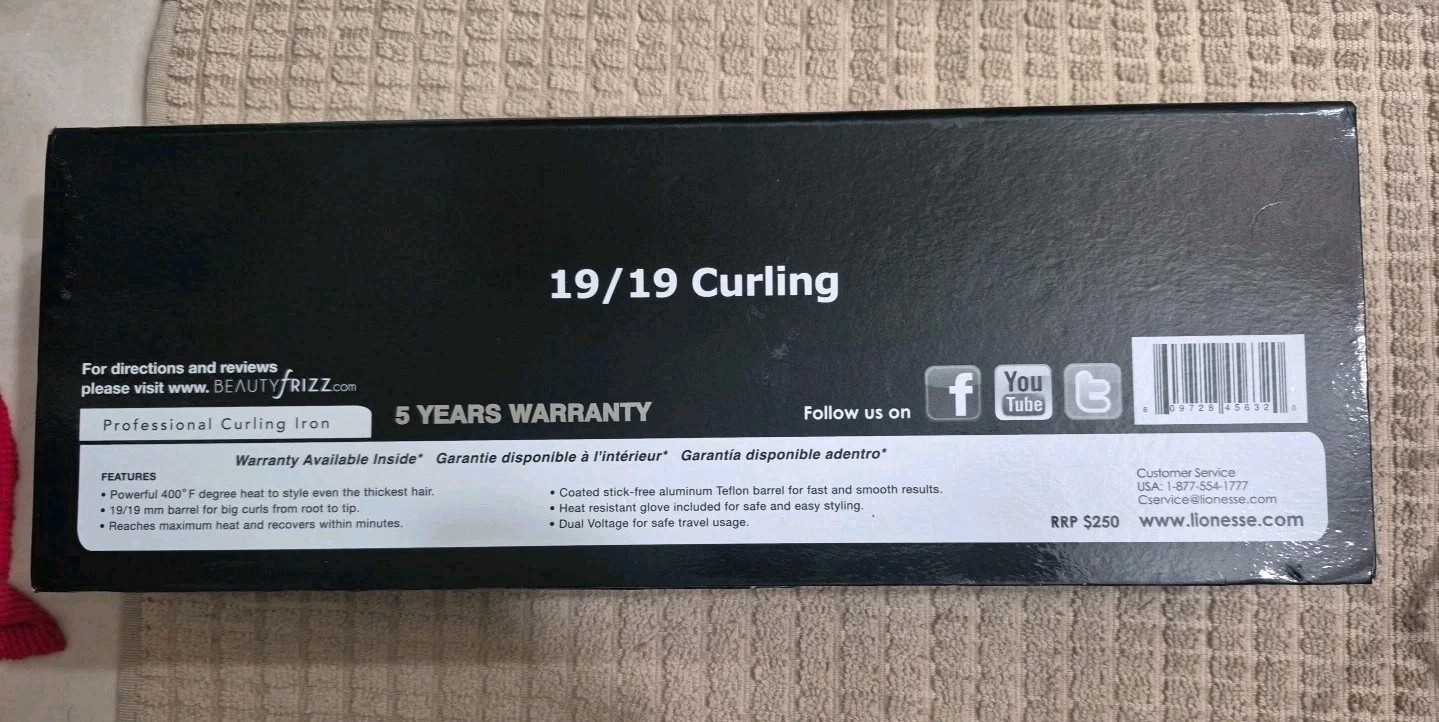 19/19 Curling
For directions and reviews
please visit www. BEAUTYfRIZZ.com
Professional Curling Iron
5 YEARS WARRANTY
Follow us on
f
You
Tube
t
6 09728 45632 0
Warranty Available Inside* Garantie disponible à l'intérieur* Garantía disponible adentro*
FEATURES
• Powerful 400°F degree heat to style even the thickest hair.
• 19/19 mm barrel for big curls from root to tip.
• Reaches maximum heat and recovers within minutes.
• Coated stick-free aluminum Teflon barrel for fast and smooth results.
• Heat resistant glove included for safe and easy styling.
• Dual Voltage for safe travel usage.
Customer Service
USA: 1-877-554-1777
Cservice@lionesse.com
RRP $250 www.lionesse.com